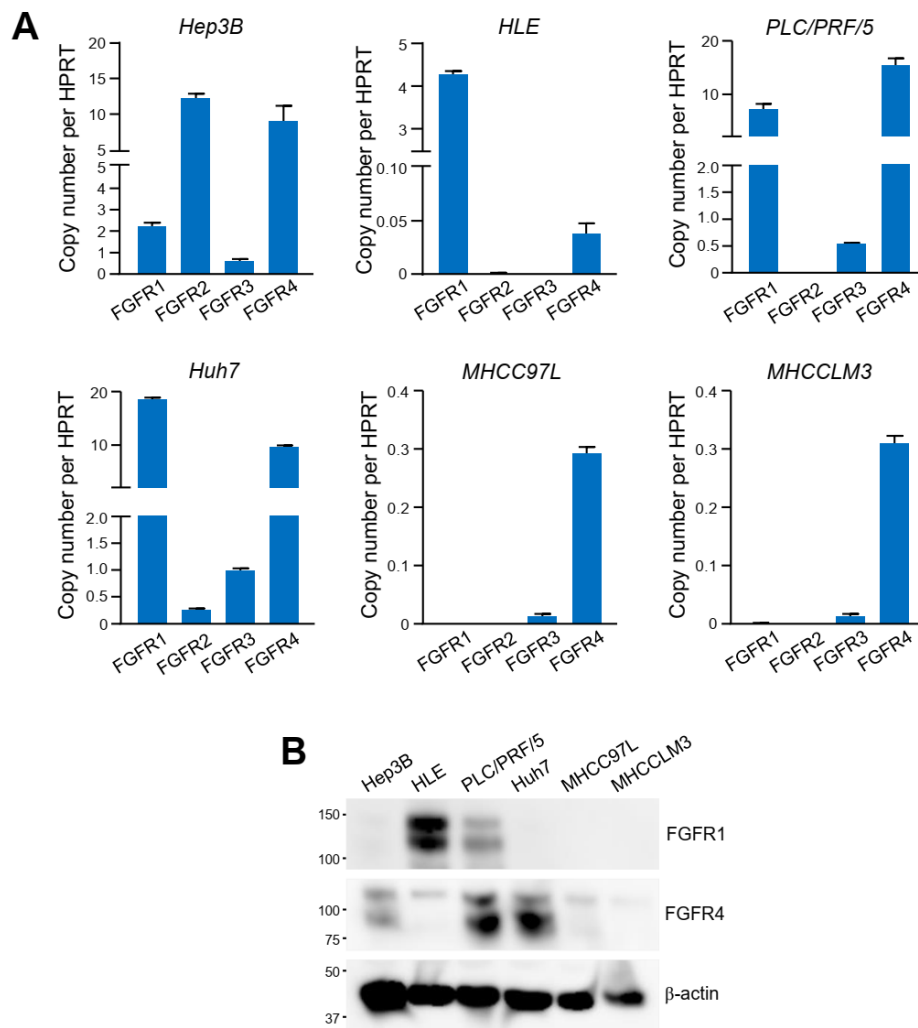 A
Hep3B
Copy number per HPRT
20
15
10
5
5
4
3
2
1
0
FGFR1
FGFR2
FGFR3
FGFR4
HLE
Copy number per HPRT
5
4
3
0.10
0.05
0
FGFR1
FGFR2
FGFR3
FGFR4
PLC/PRF/5
Copy number per HPRT
20
10
2.0
1.5
1.0
0.5
0
FGFR1
FGFR2
FGFR3
FGFR4
Huh7
Copy number per HPRT
20
10
2.0
1.5
1.0
0.5
0
FGFR1
FGFR2
FGFR3
FGFR4
MHCC97L
Copy number per HPRT
0.4
0.3
0.2
0.1
0
FGFR1
FGFR2
FGFR3
FGFR4
MHCCLM3
Copy number per HPRT
0.4
0.3
0.2
0.1
0
FGFR1
FGFR2
FGFR3
FGFR4
B
Hep3B
HLE
PLC/PRF/5
Huh7
MHCC97L
MHCCLM3
150
100
FGFR1
100
75
FGFR4
50
37
β-actin